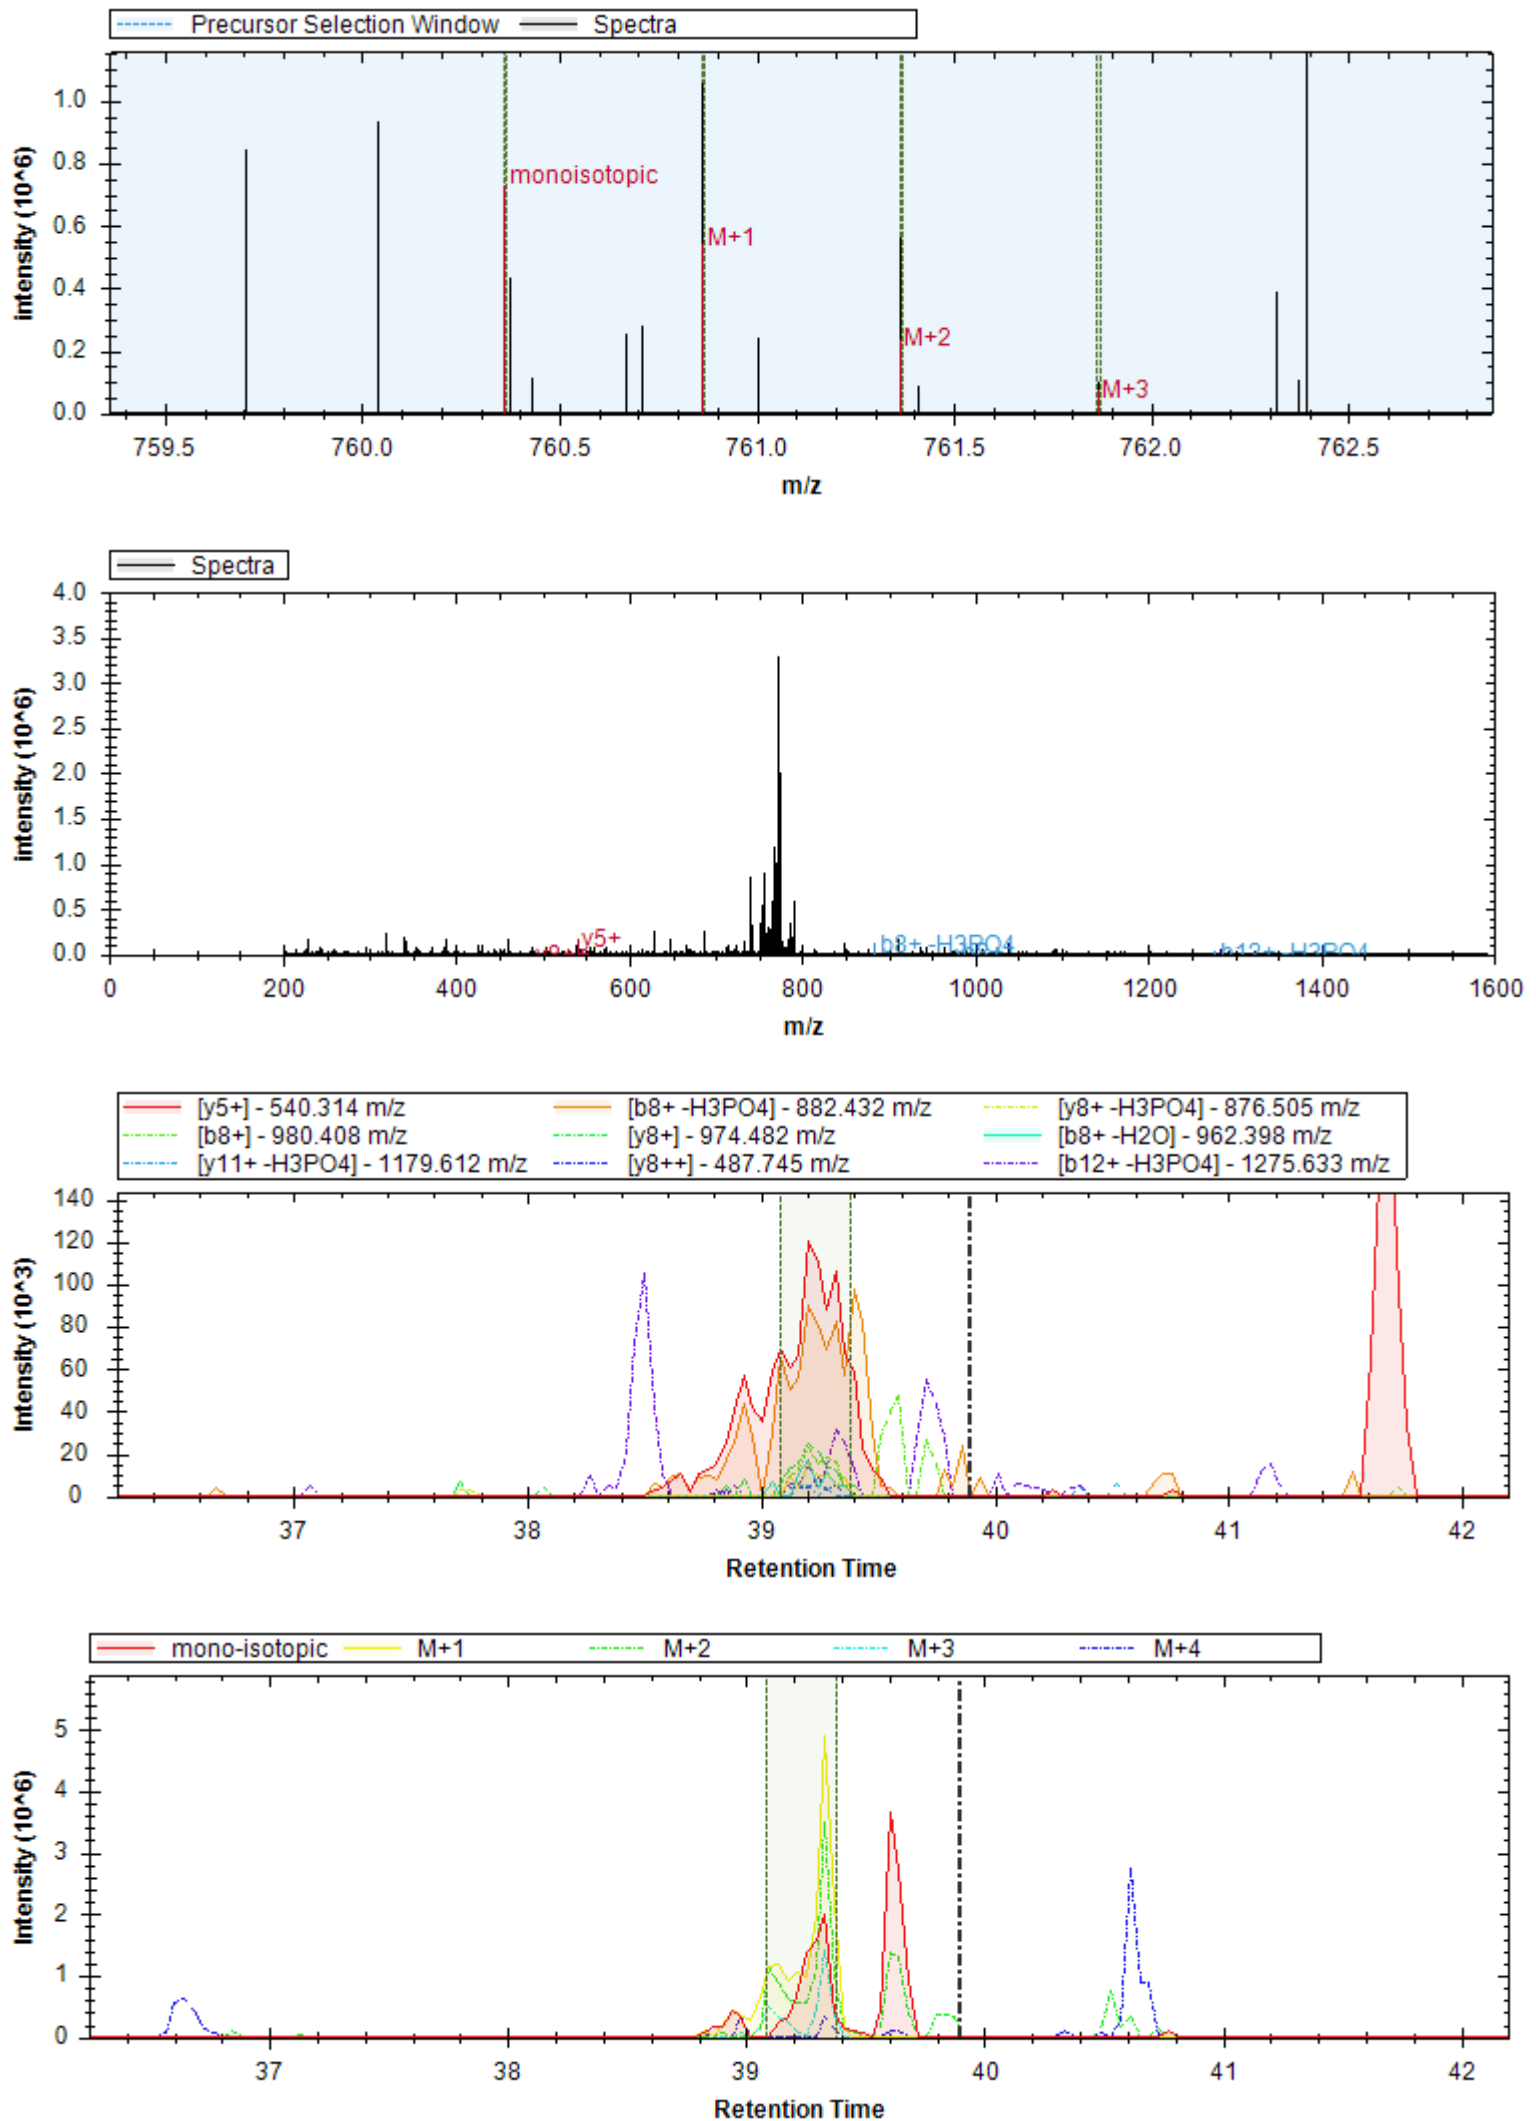 Precursor Selection Window Spectra
intensity (10^6)
1.0
0.8
0.6
0.4
0.2
0.0
monoisotopic
M+1
M+2
M+3
759.5 760.0 760.5 761.0 761.5 762.0 762.5
m/z
Spectra
intensity (10^6)
4.0
3.5
3.0
2.5
2.0
1.5
1.0
0.5
0.0
y5+
b8+ -H3PO4
b12+ -H3PO4
0 200 400 600 800 1000 1200 1400 1600
m/z
[y5+] - 540.314 m/z [b8+ -H3PO4] - 882.432 m/z [y8+ -H3PO4] - 876.505 m/z
[b8+] - 980.408 m/z [y8+] - 974.482 m/z [b8+ -H2O] - 962.398 m/z
[y11+ -H3PO4] - 1179.612 m/z [y8++] - 487.745 m/z [b12+ -H3PO4] - 1275.633 m/z
Intensity (10^3)
140
120
100
80
60
40
20
0
37 38 39 40 41 42
Retention Time
mono-isotopic M+1 M+2 M+3 M+4
Intensity (10^6)
5
4
3
2
1
0
37 38 39 40 41 42
Retention Time